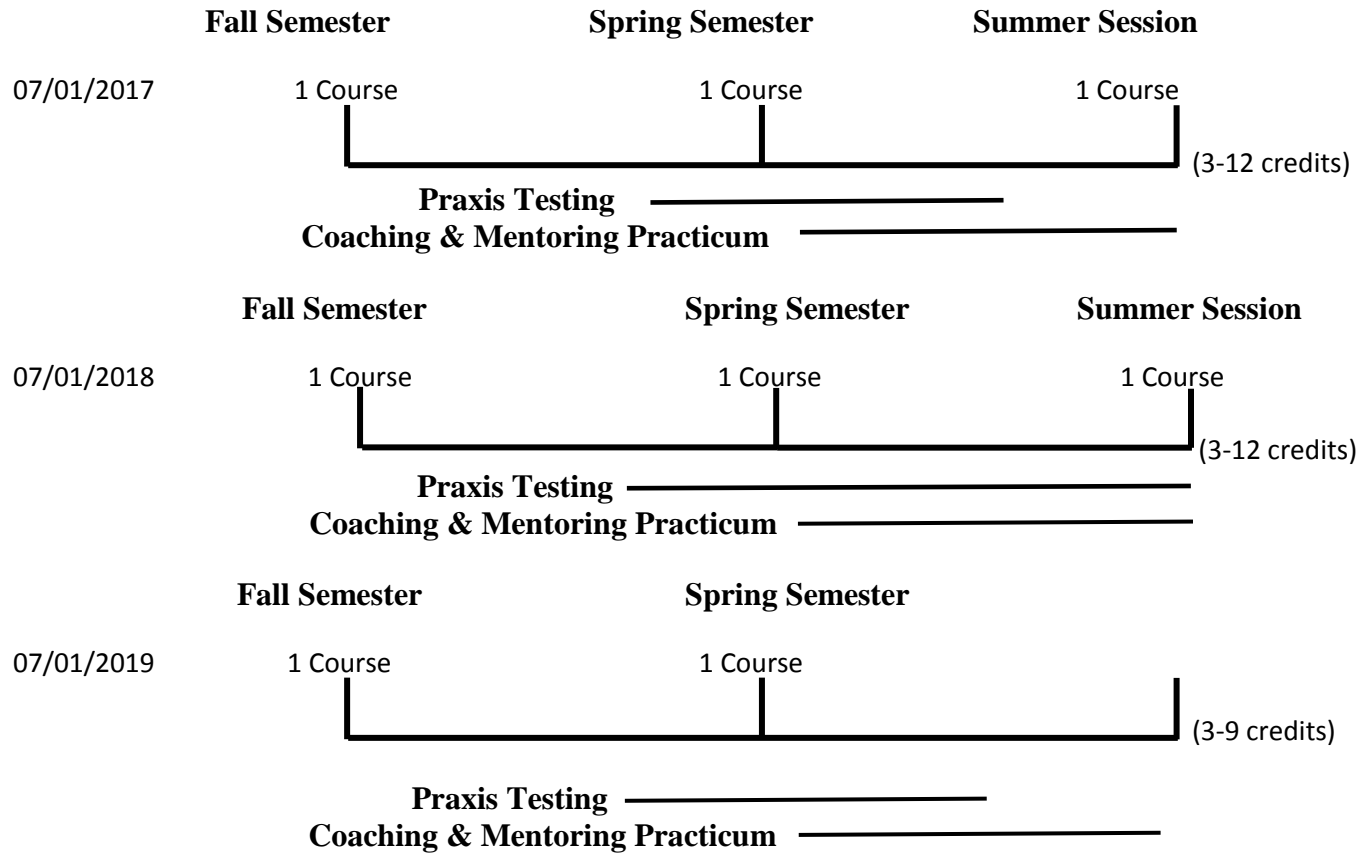 Fall Semester Spring Semester Summer Session
07/01/2017 1 Course 1 Course 1 Course
(3-12 credits)
Praxis Testing
Coaching & Mentoring Practicum
Fall Semester Spring Semester Summer Session
07/01/2018 1 Course 1 Course 1 Course
(3-12 credits)
Praxis Testing
Coaching & Mentoring Practicum
Fall Semester Spring Semester
07/01/2019 1 Course 1 Course
(3-9 credits)
Praxis Testing
Coaching & Mentoring Practicum